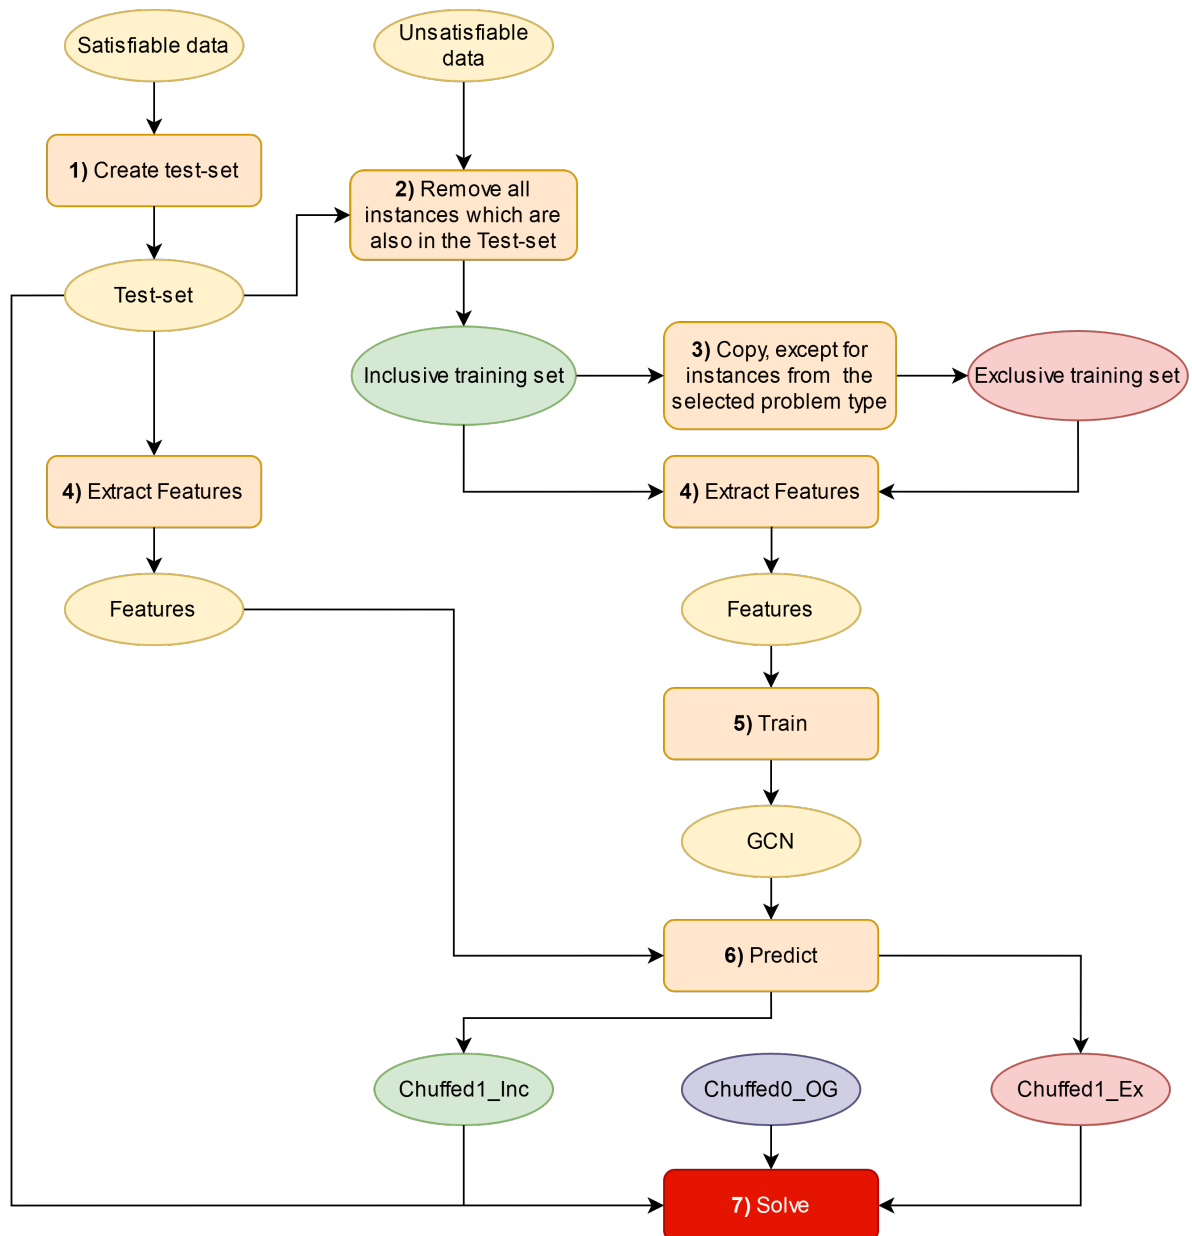 Satisfiable data
Unsatisfiable
data
1) Create test-set
2) Remove all
instances which are
also in the Test-set
Test-set
Inclusive training set
3) Copy, except for
instances from the
selected problem type
Exclusive training set
4) Extract Features
4) Extract Features
Features
Features
5) Train
GCN
6) Predict
Chuffed1_Inc
Chuffed0_OG
Chuffed1_Ex
7) Solve